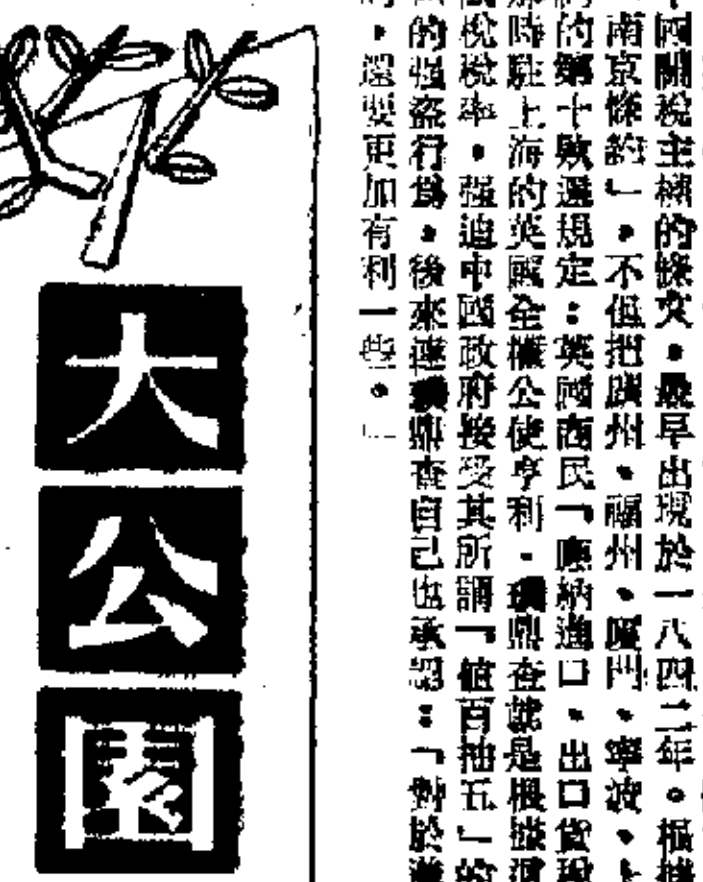 國關稅主權的條文，最早出現於一八四二年。根據
南京條約」，不但把廣州、福州、廈門、寧波、上
的第十款還規定：英國商民「應納進口、出口貨稅
時駐上海的英國全權公使亨利．璞鼎查就是根據
稅稅率，強迫中國政府接受其所謂「值百抽五」的
的强盜行爲，後來連璞鼎查自己也承認：「對於
，還要更加有利一些。」
大公園